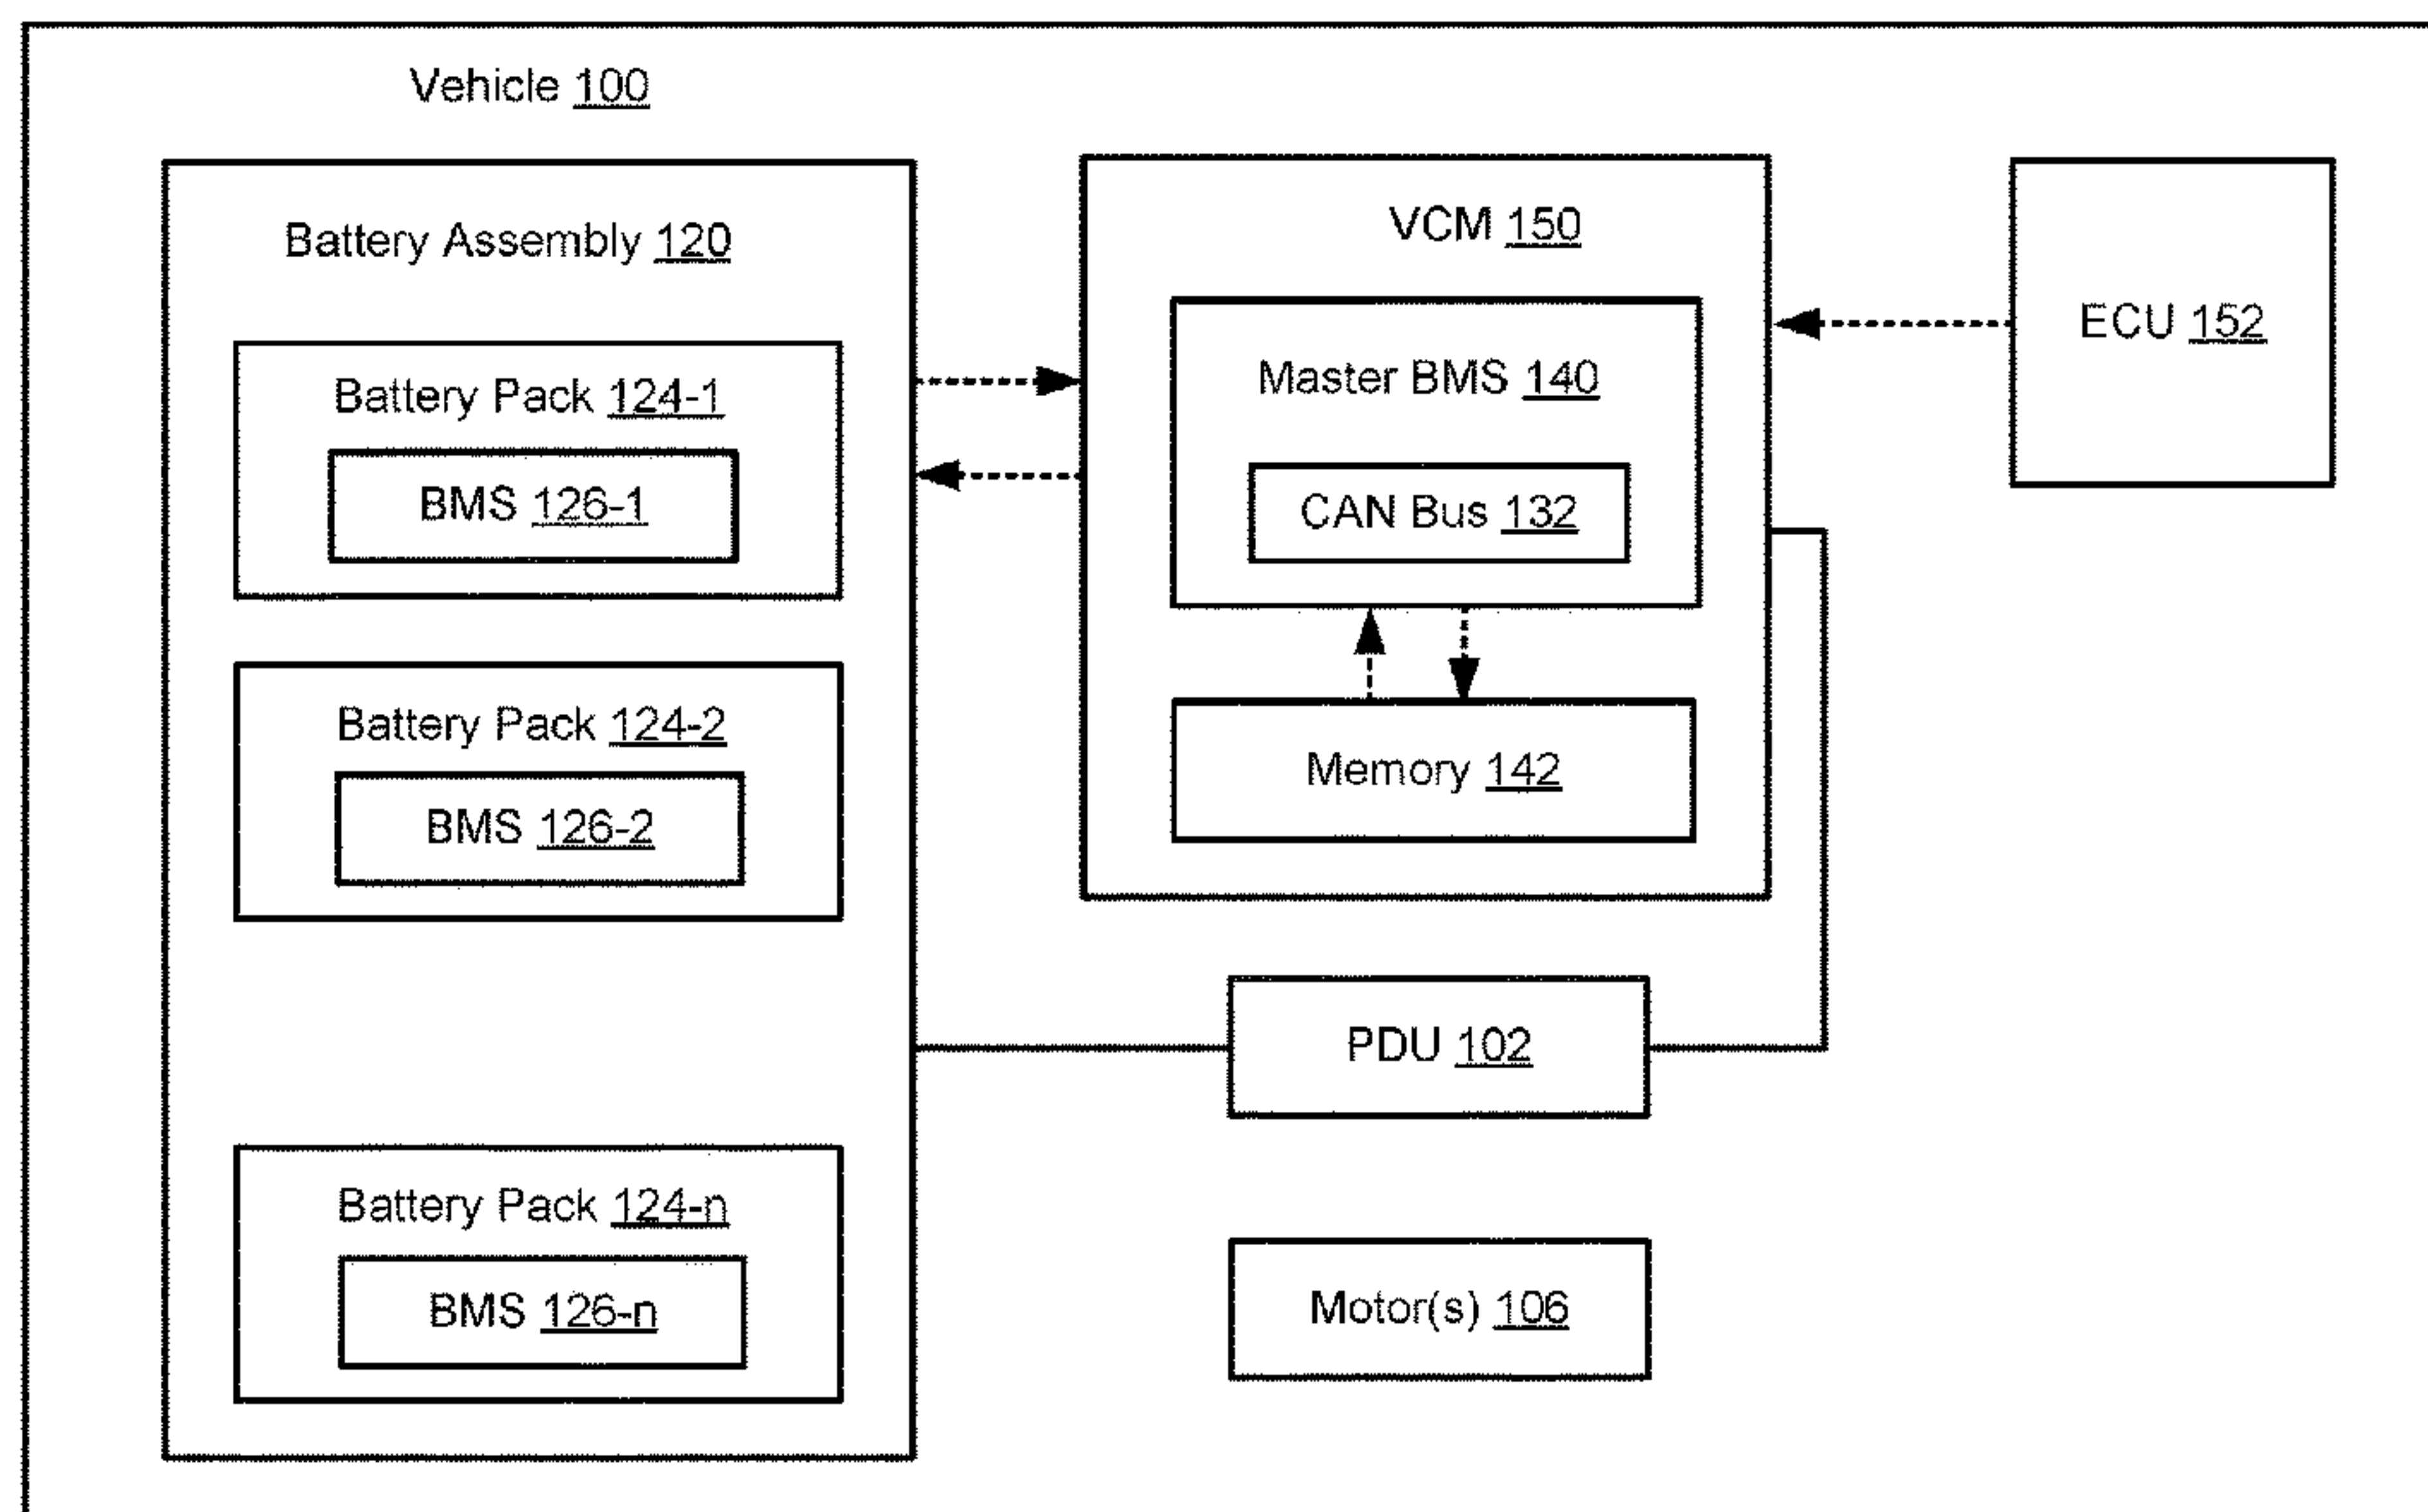 Vehicle 100
Battery Assembly 120
Battery Pack 124-1
BMS 126-1
Battery Pack 124-2
BMS 126-2
Battery Pack 124-n
BMS 126-n
VCM 150
Master BMS 140
CAN Bus 132
Memory 142
ECU 152
PDU 102
Motor(s) 106